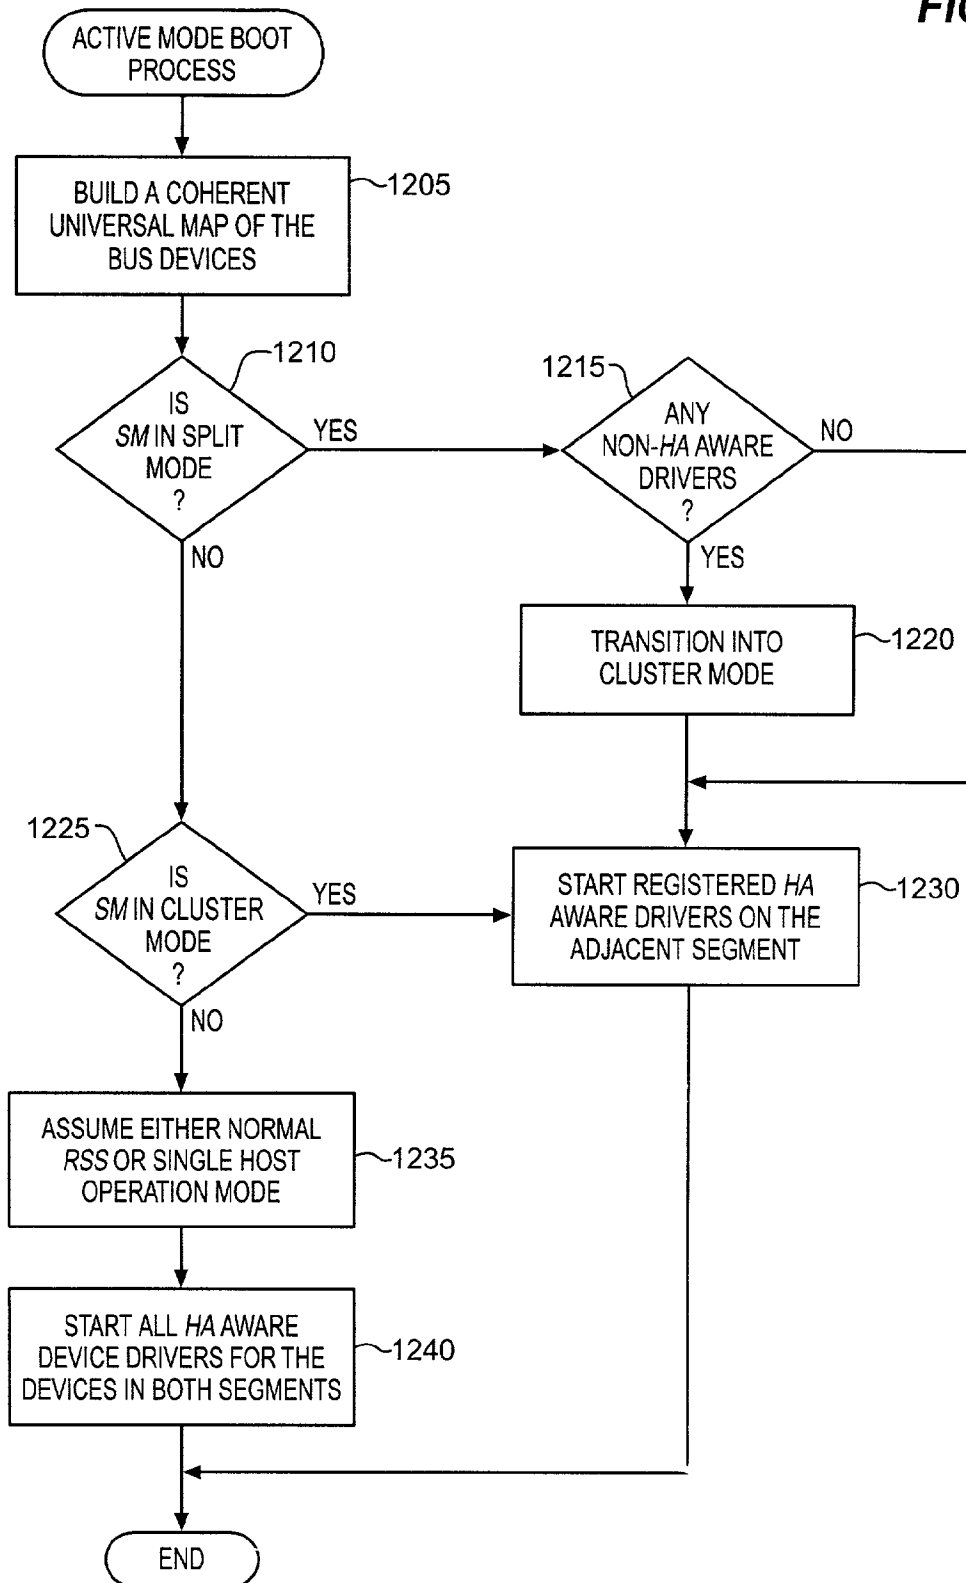 FIG
ACTIVE MODE BOOT
PROCESS
BUILD A COHERENT
UNIVERSAL MAP OF THE
BUS DEVICES
1205
IS
SM IN SPLIT
MODE
?
1210
YES
NO
1215
ANY
NON-HA AWARE
DRIVERS
?
NO
YES
TRANSITION INTO
CLUSTER MODE
1220
1225
IS
SM IN CLUSTER
MODE
?
YES
NO
START REGISTERED HA
AWARE DRIVERS ON THE
ADJACENT SEGMENT
1230
ASSUME EITHER NORMAL
RSS OR SINGLE HOST
OPERATION MODE
1235
START ALL HA AWARE
DEVICE DRIVERS FOR THE
DEVICES IN BOTH SEGMENTS
1240
END